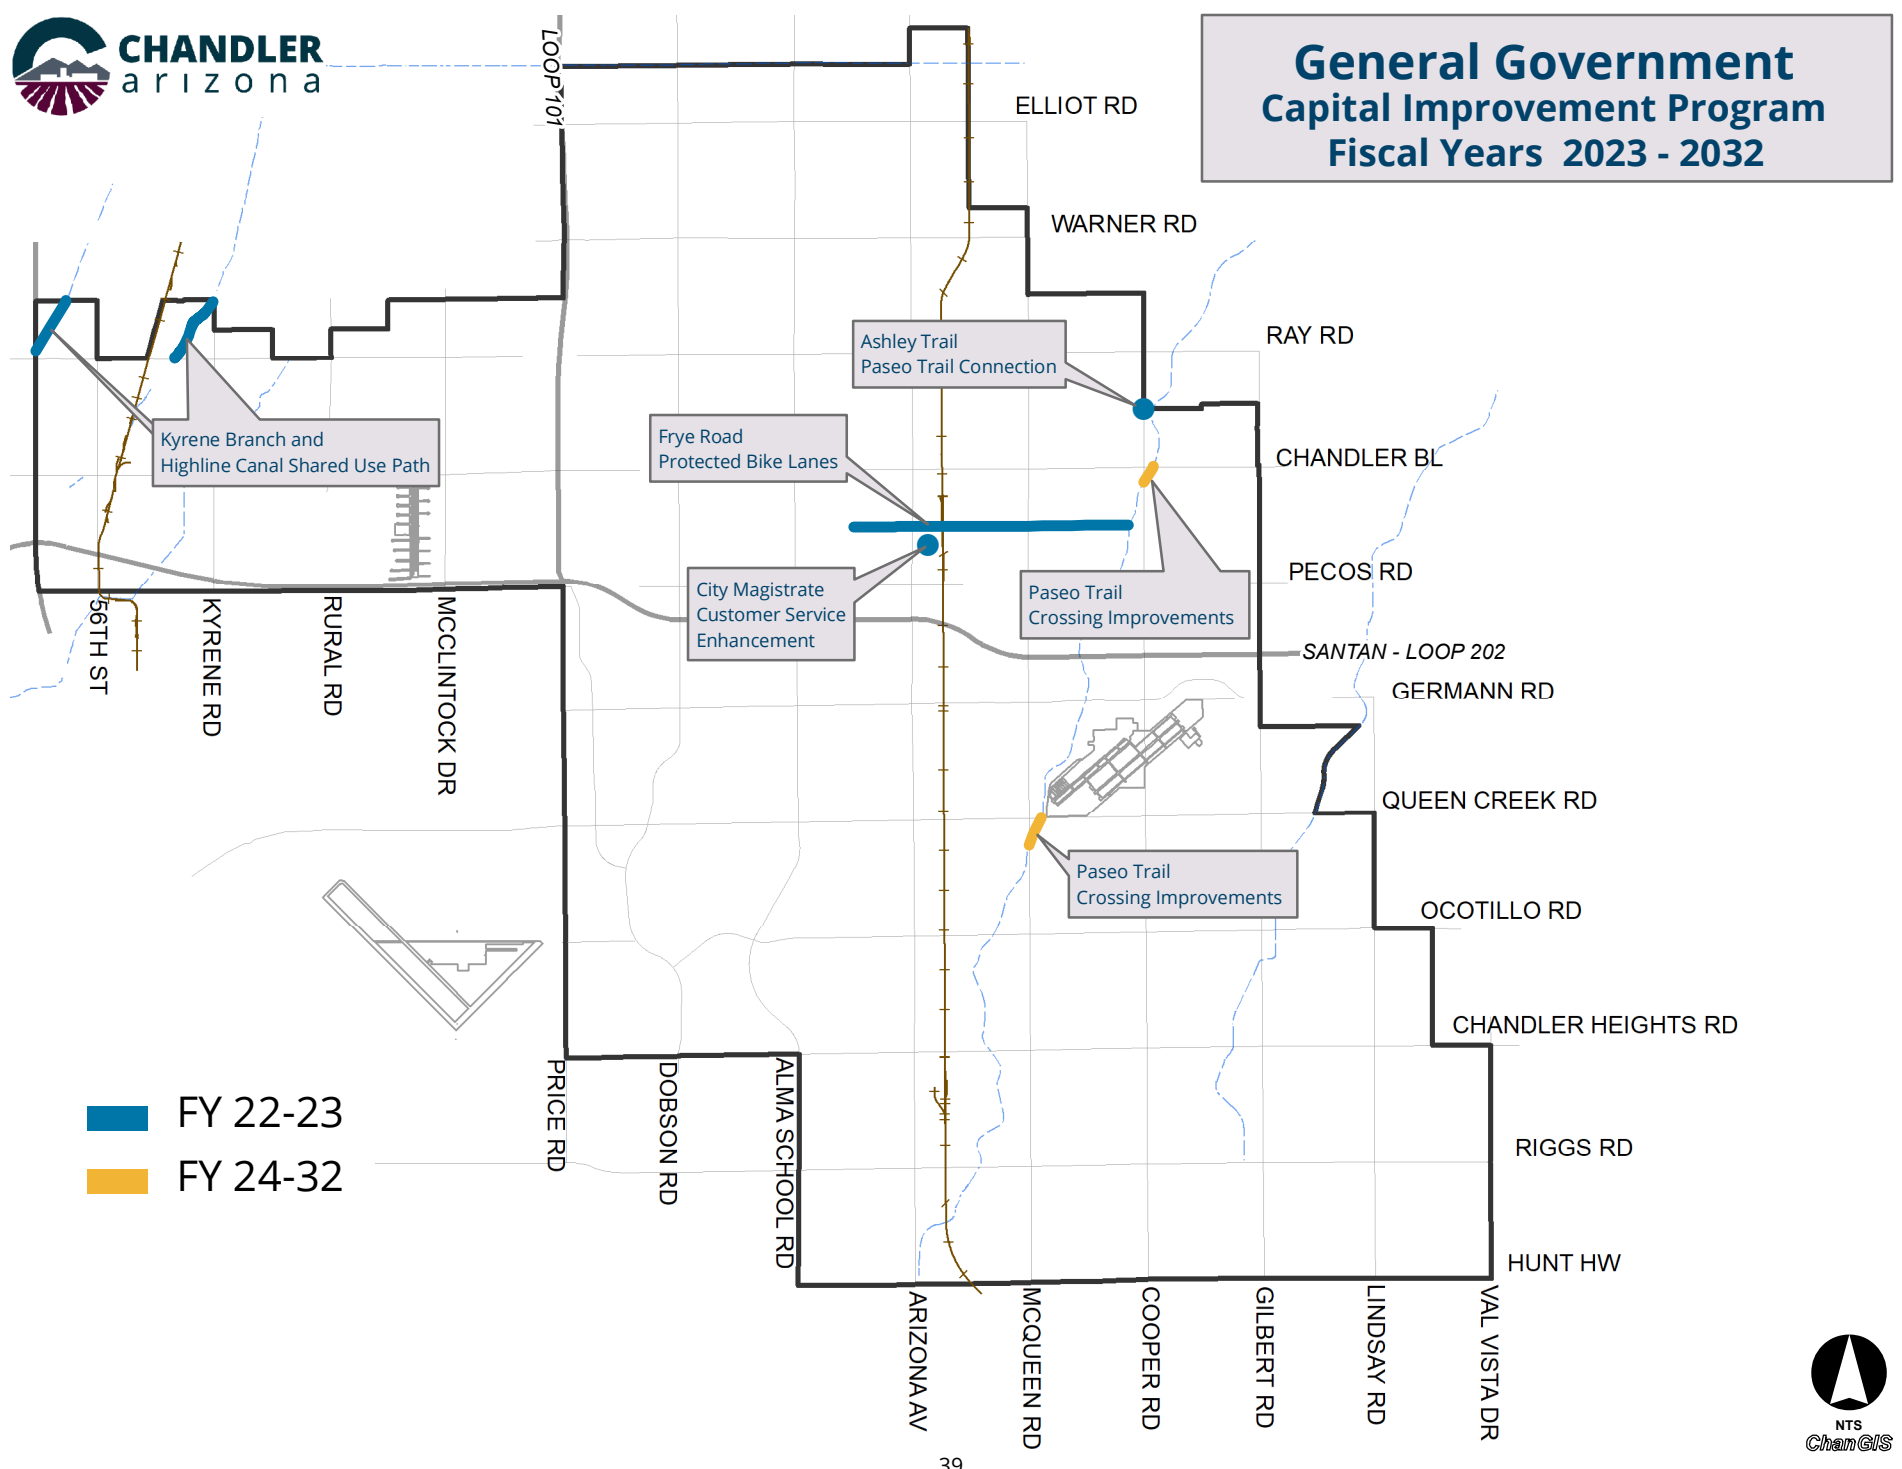 CHANDLER
arizona
General Government
Capital Improvement Program
Fiscal Years 2023 - 2032
LOOP 101
ELLIOT RD
WARNER RD
RAY RD
Ashley Trail
Paseo Trail Connection
Frye Road
Protected Bike Lanes
Kyrene Branch and
Highline Canal Shared Use Path
CHANDLER BL
City Magistrate
Customer Service
Enhancement
Paseo Trail
Crossing Improvements
PECOS RD
SANTAN - LOOP 202
GERMANN RD
56TH ST
KYRENE RD
RURAL RD
MCCLINTOCK DR
QUEEN CREEK RD
Paseo Trail
Crossing Improvements
OCOTILLO RD
CHANDLER HEIGHTS RD
FY 22-23
FY 24-32
PRICE RD
DOBSON RD
ALMA SCHOOL RD
RIGGS RD
HUNT HW
ARIZONA AV
MCQUEEN RD
COOPER RD
GILBERT RD
LINDSAY RD
VAL VISTA DR
NTS
ChanGIS
39